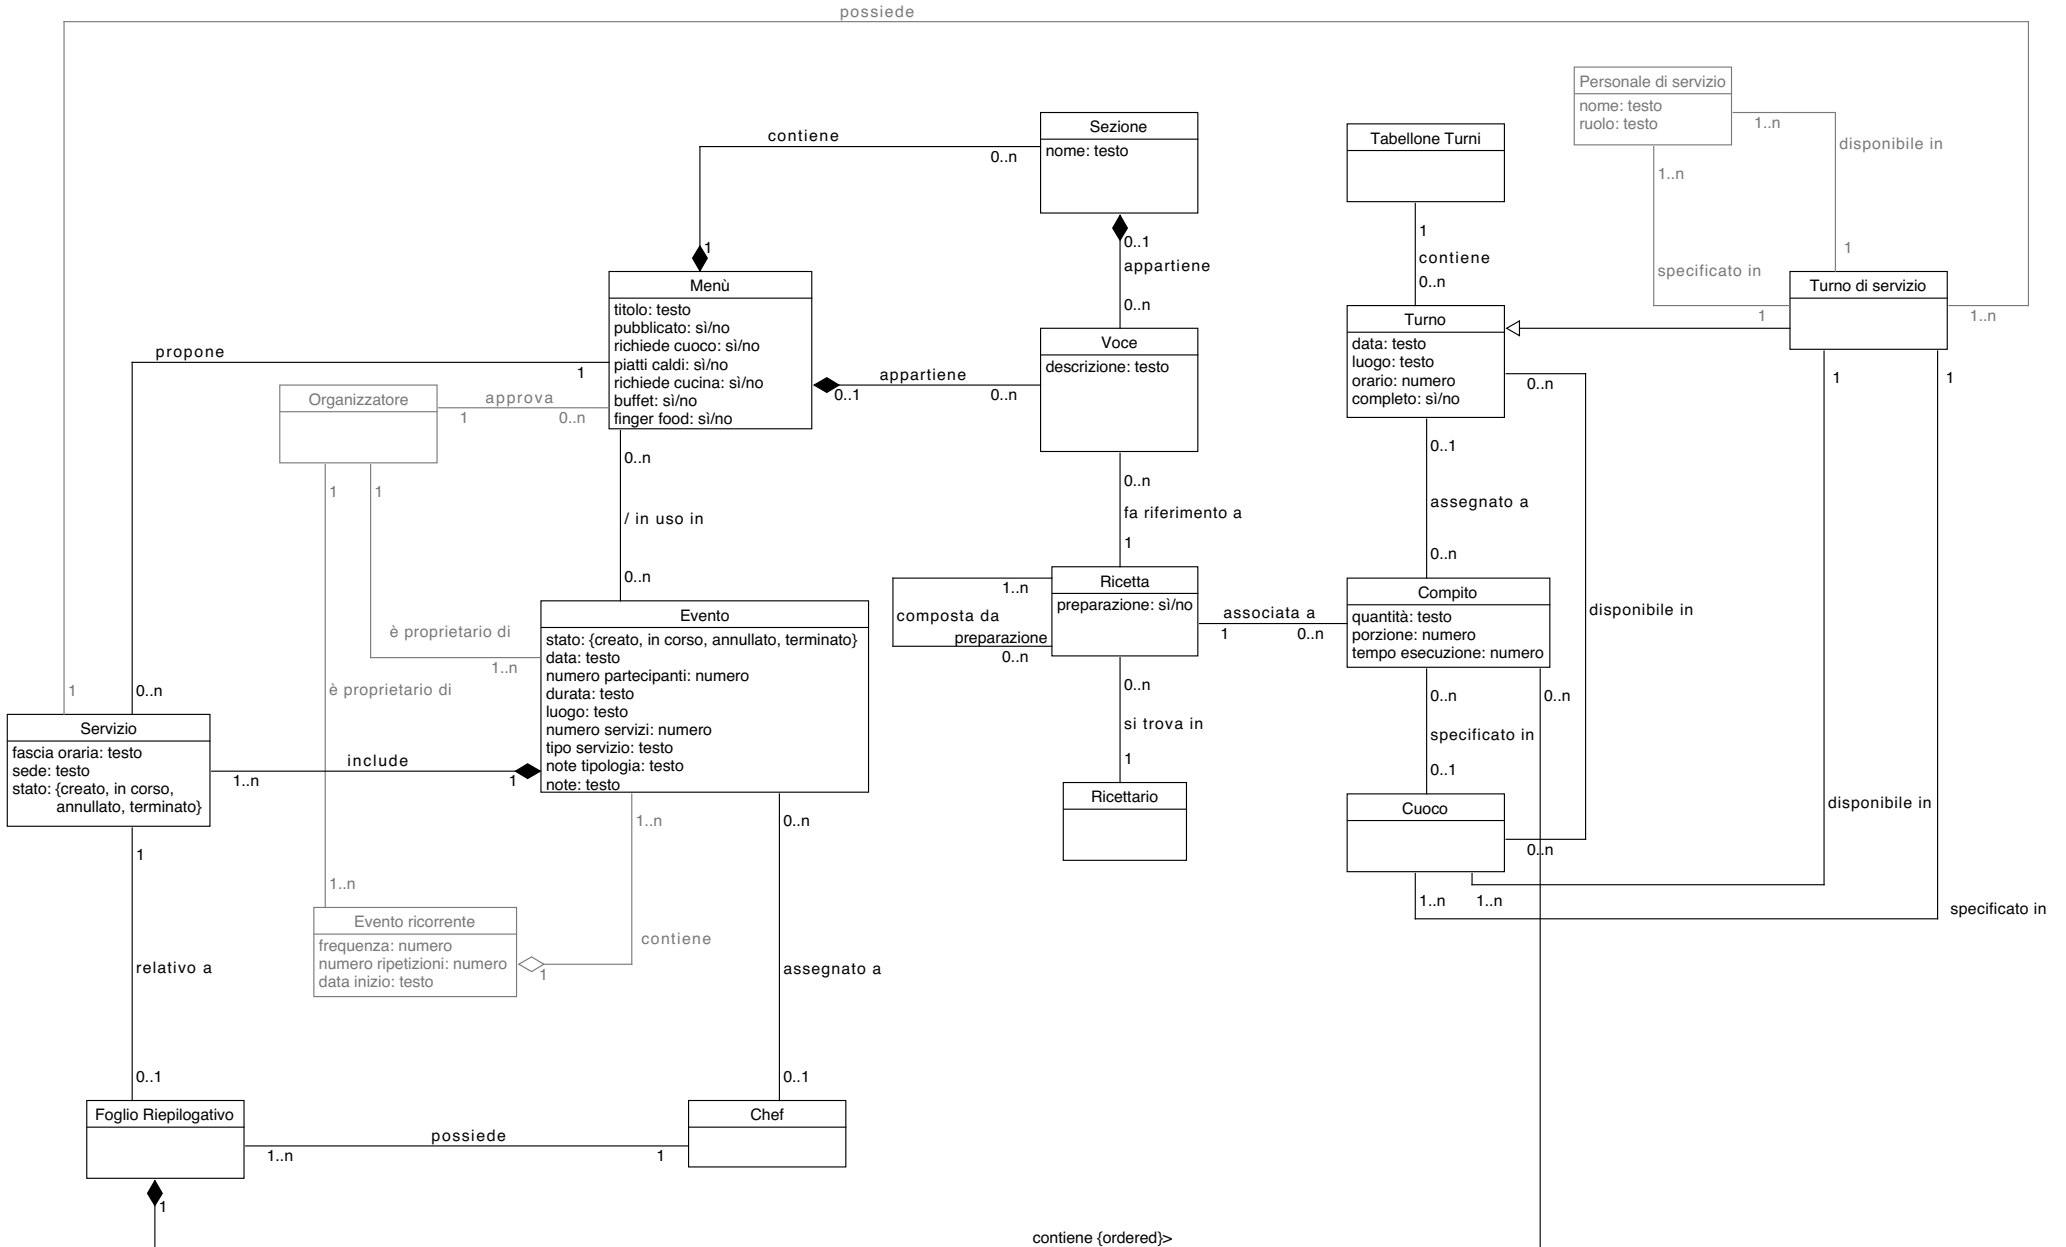 possiede
Personale di servizio
nome: testo
ruolo: testo
1..n
disponibile in
1..n
specificato in
1
1
Turno di servizio
1..n
Sezione
nome: testo
contiene
0..n
1
Tabellone Turni
1
contiene
0..n
0..1
appartiene
0..n
Menù
titolo: testo
pubblicato: sì/no
richiede cuoco: sì/no
piatti caldi: sì/no
richiede cucina: sì/no
buffet: sì/no
finger food: sì/no
Turno
data: testo
luogo: testo
orario: numero
completo: sì/no
Voce
descrizione: testo
propone
1
appartiene
0..1
0..n
0..n
1
1
Organizzatore
approva
1
0..n
0..n
/ in uso in
0..n
1
1
0..n
fa riferimento a
1
0..1
assegnato a
0..n
Ricetta
preparazione: sì/no
1..n
composta da
preparazione
0..n
associata a
1
0..n
Compito
quantità: testo
porzione: numero
tempo esecuzione: numero
disponibile in
Evento
stato: {creato, in corso, annullato, terminato}
data: testo
numero partecipanti: numero
durata: testo
luogo: testo
numero servizi: numero
tipo servizio: testo
note tipologia: testo
note: testo
è proprietario di
1..n
è proprietario di
1
0..n
0..n
si trova in
1
0..n
0..n
specificato in
0..1
Servizio
fascia oraria: testo
sede: testo
stato: {creato, in corso,
annullato, terminato}
include
1..n
1
Ricettario
Cuoco
disponibile in
0..n
1
1..n
0..n
1..n
Evento ricorrente
frequenza: numero
numero ripetizioni: numero
data inizio: testo
contiene
1
1..n
1..n
specificato in
relativo a
assegnato a
0..1
0..1
Foglio Riepilogativo
Chef
possiede
1..n
1
1
contiene {ordered}>